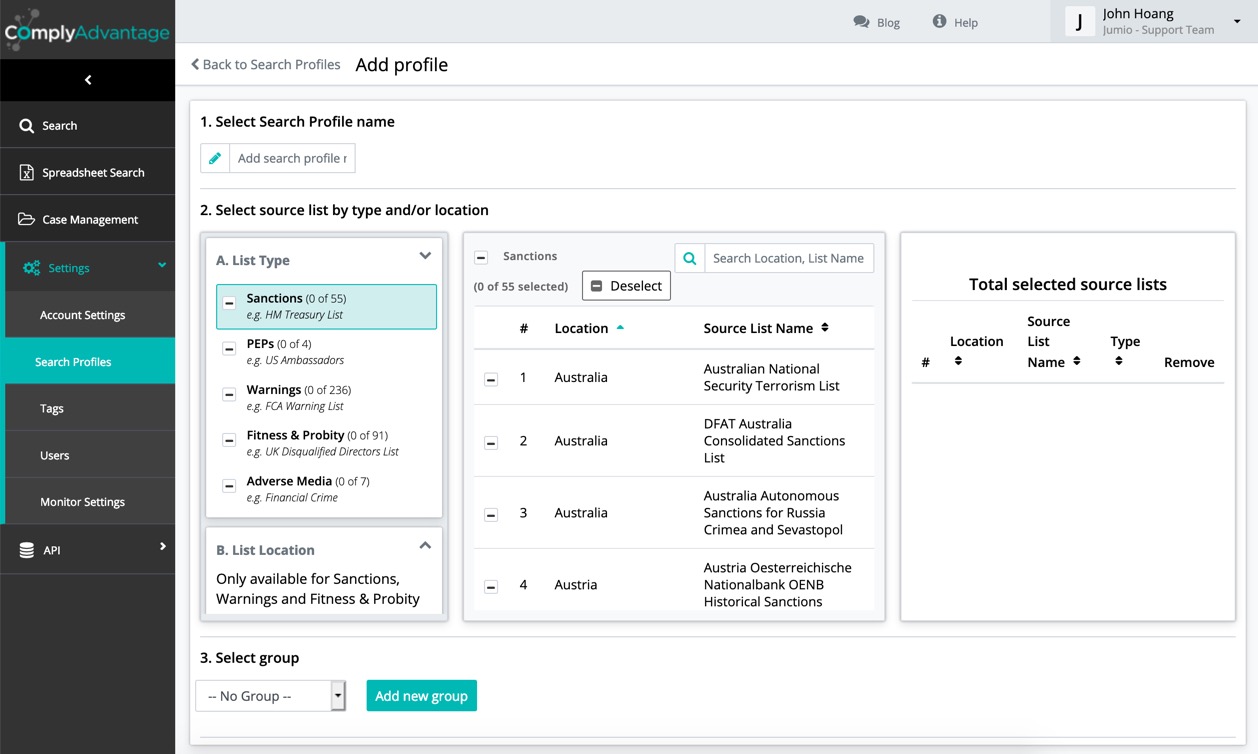 ComplyAdvantage
Blog
Help
J
John Hoang
Jumio - Support Team
Back to Search Profiles
Add profile
Search
Spreadsheet Search
Case Management
Settings
Account Settings
Search Profiles
Tags
Users
Monitor Settings
API
1. Select Search Profile name
Add search profile r
2. Select source list by type and/or location
A. List Type
Sanctions (0 of 55)
e.g. HM Treasury List
PEPs (0 of 4)
e.g. US Ambassadors
Warnings (0 of 236)
e.g. FCA Warning List
Fitness & Probity (0 of 91)
e.g. UK Disqualified Directors List
Adverse Media (0 of 7)
e.g. Financial Crime
B. List Location
Only available for Sanctions,
Warnings and Fitness & Probity
Sanctions
Search Location, List Name
(0 of 55 selected)
Deselect
# Location Source List Name
1 Australia Australian National
Security Terrorism List
2 Australia DFAT Australia
Consolidated Sanctions
List
3 Australia Australia Autonomous
Sanctions for Russia
Crimea and Sevastopol
4 Austria Austria Oesterreichische
Nationalbank OENB
Historical Sanctions
Total selected source lists
#
Location
Source
List
Name
Type
Remove
3. Select group
-- No Group --
Add new group